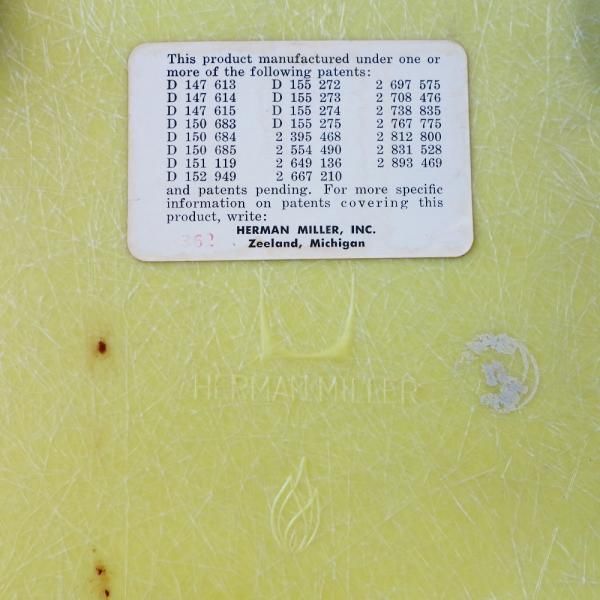 This product manufactured under one or
more of the following patents:
D 147 613 D 155 272 2 697 575
D 147 614 D 155 273 2 708 476
D 147 615 D 155 274 2 738 835
D 150 683 D 155 275 2 767 775
D 150 684 2 395 468 2 812 800
D 150 685 2 554 490 2 831 528
D 151 119 2 649 136 2 893 469
D 152 949 2 667 210
and patents pending. For more specific
information on patents covering this
product, write:
HERMAN MILLER, INC.
362 Zeeland, Michigan
HERMAN MILLER